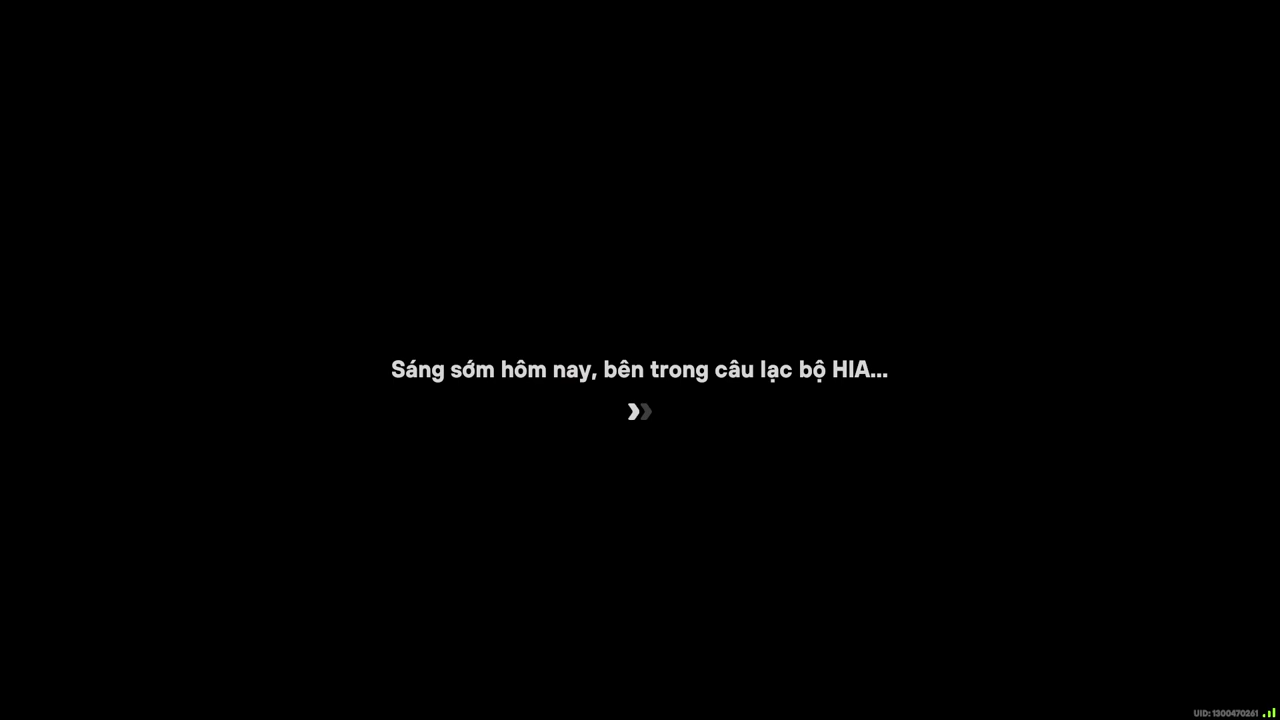 Sáng sớm hôm nay, bên trong câu lạc bộ HIA...
UID: 1300470261